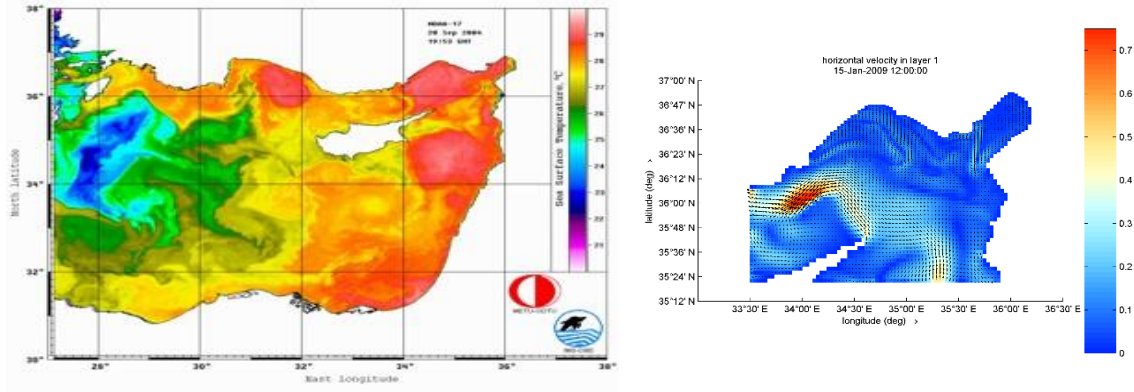 NOAA-17
20 Sep 2004
19:53 GMT
38°
36°
34°
32°
30°
North latitude
28°
30°
32°
34°
36°
38°
East longitude
Sea Surface Temperature, °C
29
28
27
26
25
24
23
22
21
METU-ODTU
horizontal velocity in layer 1
15-Jan-2009 12:00:00
37°00' N
36°47' N
36°36' N
36°23' N
36°12' N
36°00' N
35°48' N
35°36' N
35°24' N
35°12' N
latitude (deg) >
33°30' E
34°00' E
34°30' E
35°00' E
35°30' E
36°00' E
36°30' E
longitude (deg) >
0.7
0.6
0.5
0.4
0.3
0.2
0.1
0